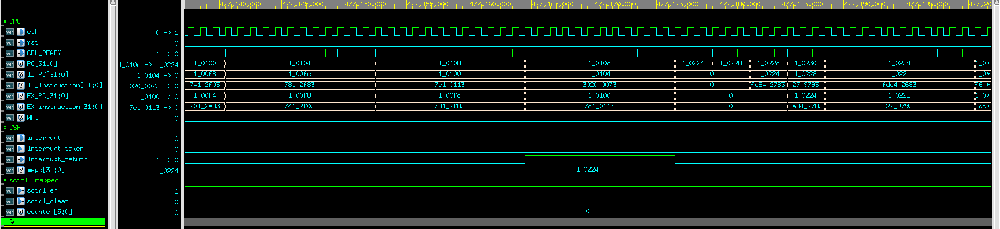 477,140,000 477,145,000 477,150,000 477,155,000 477,160,000 477,165,000 477,170,000 477,175,000 477,180,000 477,185,000 477,190,000 477,195,000 477,20
= CPU
ver clk 0 -> 1
ver rst 0
ver CPU_READY 1 -> 0
ver PC[31:0] 1_010c -> 1_0224 1_0100 1_0104 1_0108 1_010c 1_0224 1_0228 1_022c 1_0230 1_0234 1_0*
ver ID_PC[31:0] 1_0104 -> 0 1_00f8 1_00fc 1_0100 1_0104 0 1_0224 1_0228 1_022c 1_0*
ver ID_instruction[31:0] 3020_0073 -> 0 741_2f03 781_2f83 7c1_0113 3020_0073 0 fe84_2783 27_9793 fdc4_2683 f6_*
ver EX_PC[31:0] 1_0100 -> 0 1_00f4 1_00f8 1_00fc 1_0100 0 1_0224 1_0228 1_0*
ver EX_instruction[31:0] 7c1_0113 -> 0 701_2e83 741_2f03 781_2f83 7c1_0113 0 fe84_2783 27_9793 fdc*
ver WFI 0
= CSR
ver interrupt 0
ver interrupt_taken 0
ver interrupt_return 1 -> 0
ver mepc[31:0] 1_0224 1_0224
= sctrl wrapper
ver sctrl_en 1
ver sctrl_clear 0
ver counter[5:0] 0 0
G4